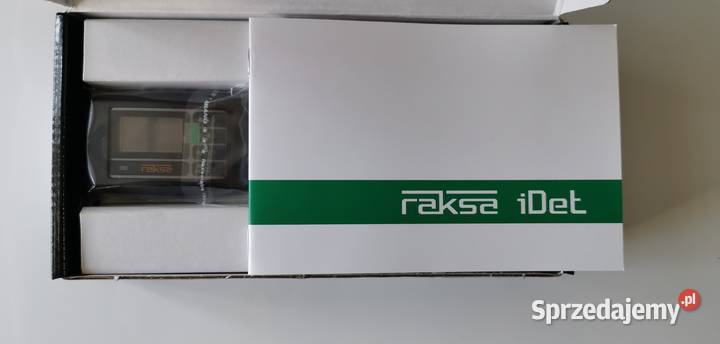 raksa
raksa iDet
Sprzedajemy.pl